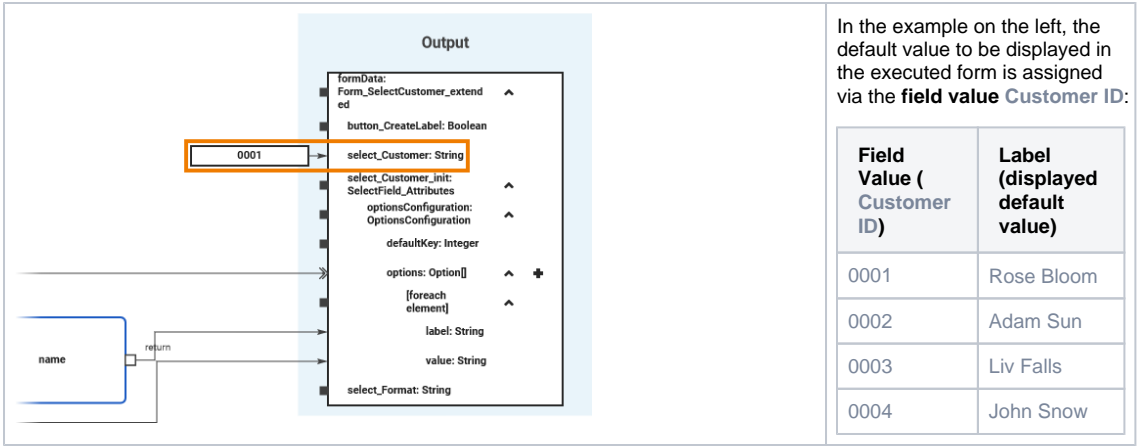 Output
formData:
Form_SelectCustomer_extend
ed
button_CreateLabel: Boolean
0001
select_Customer: String
select_Customer_init:
SelectField_Attributes
optionsConfiguration:
OptionsConfiguration
defaultKey: Integer
options: Option[]
[foreach
element]
label: String
return
name
value: String
select_Format: String
In the example on the left, the
default value to be displayed in
the executed form is assigned
via the field value Customer ID:
Field
Value (
Customer
ID)
Label
(displayed
default
value)
0001 Rose Bloom
0002 Adam Sun
0003 Liv Falls
0004 John Snow